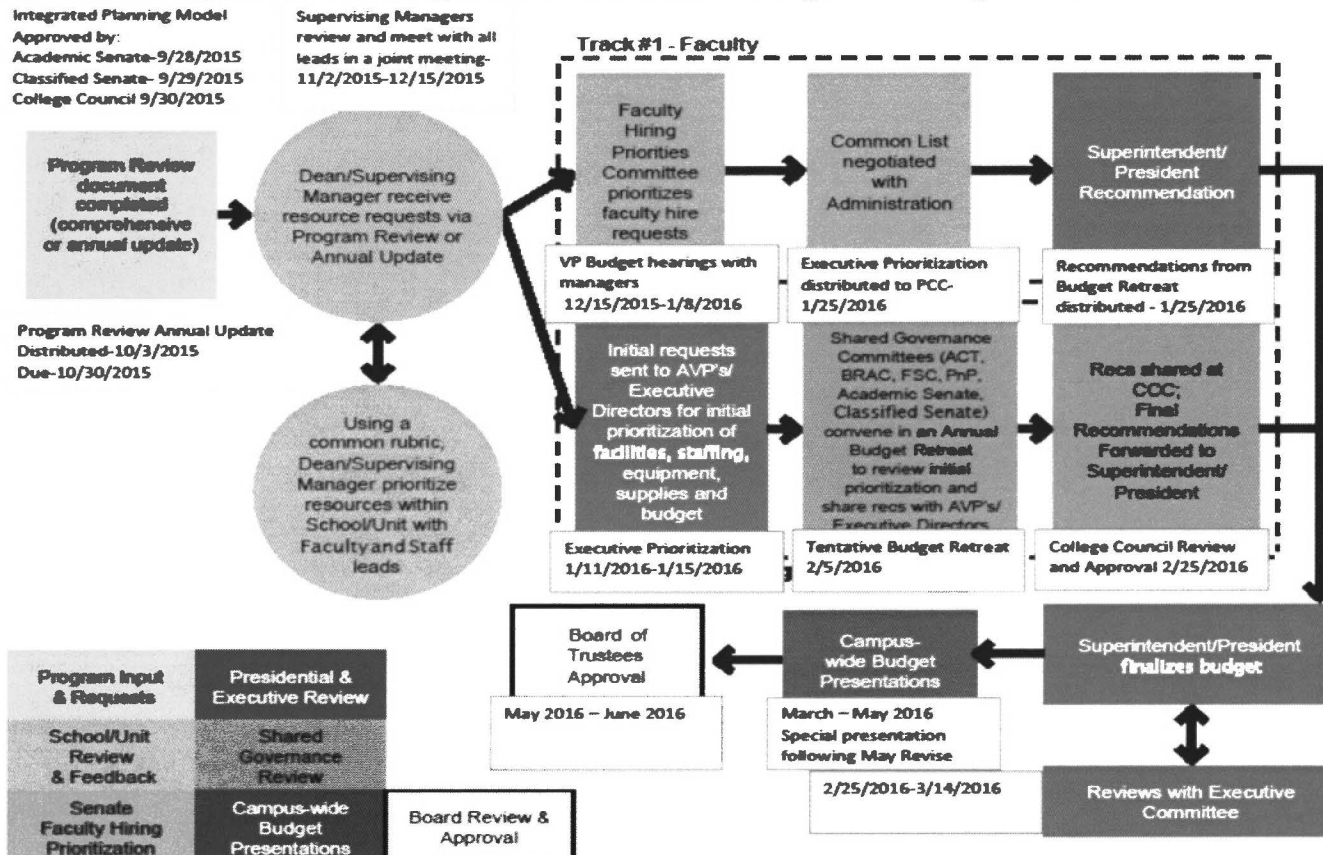 Integrated Planning Model
Approved by:
Academic Senate-9/28/2015
Classified Senate- 9/29/2015
College Council 9/30/2015
Supervising Managers
review and meet with all
leads in a joint meeting-
11/2/2015-12/15/2015
Program Review
document
completed
(comprehensive
or annual update)
Dean/Supervising
Manager receive
resource requests via
Program Review or
Annual Update
Program Review Annual Update
Distributed-10/3/2015
Due-10/30/2015
Using a
common rubric,
Dean/Supervising
Manager prioritize
resources within
School/Unit with
Faculty and Staff
leads
Track #1 - Faculty
Faculty
Hiring
Priorities
Committee
prioritizes
faculty hire
requests
Common List
negotiated
with
Administration
Superintendent/
President
Recommendation
VP Budget hearings with
managers
12/15/2015-1/8/2016
Executive Prioritization
distributed to PCC-
1/25/2016
Recommendations from
Budget Retreat
distributed - 1/25/2016
Initial requests
sent to AVP's/
Executive
Directors for initial
prioritization of
facilities, staffing,
equipment,
supplies and
budget
Shared Governance
Committees (ACT,
BRAC, FSC, PnP,
Academic Senate,
Classified Senate)
convene in an Annual
Budget Retreat
to review initial
prioritization and
share recs with AVP's/
Executive Directors
Recs shared at
COC;
Final
Recommendations
Forwarded to
Superintendent/
President
Executive Prioritization
1/11/2016-1/15/2016
Tentative Budget Retreat
2/5/2016
College Council Review
and Approval 2/25/2016
Board of
Trustees
Approval
Campus-
wide Budget
Presentations
Superintendent/President
finalizes budget
May 2016 – June 2016
March – May 2016
Special presentation
following May Revise
2/25/2016-3/14/2016
Reviews with Executive
Committee
Program Input
& Requests
Presidential &
Executive Review
School/Unit
Review
& Feedback
Shared
Governance
Review
Senate
Faculty Hiring
Prioritization
Campus-wide
Budget
Presentations
Board Review &
Approval